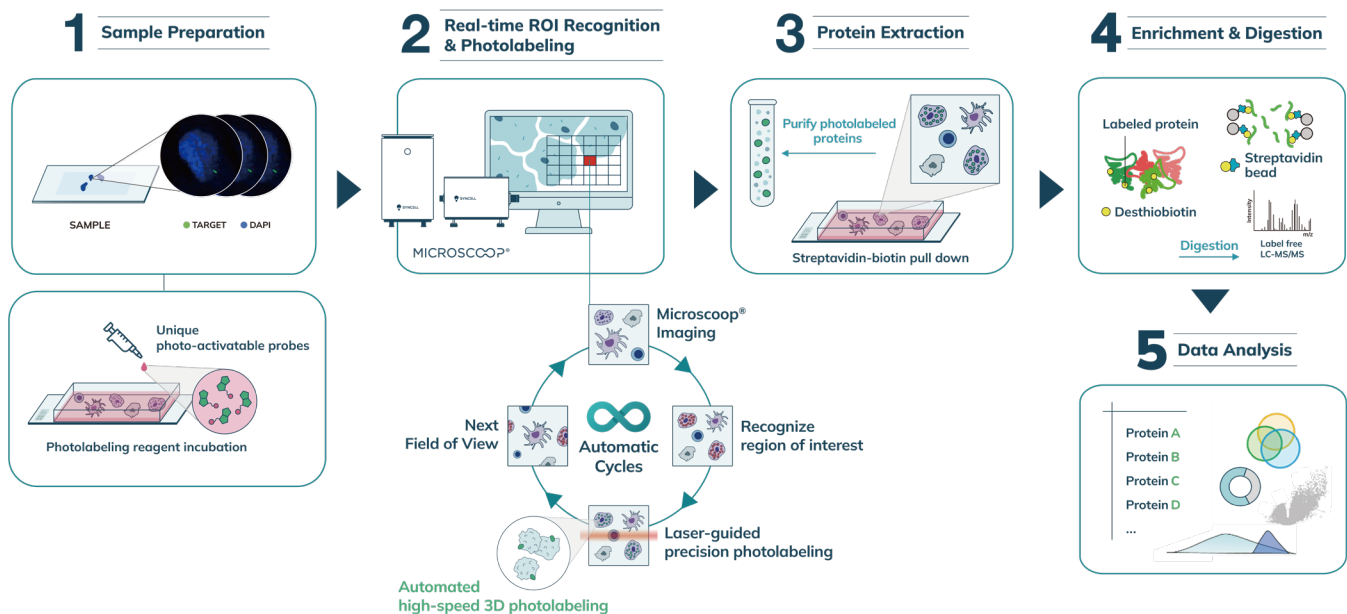 1 Sample Preparation
SAMPLE
TARGET
DAPI
Unique
photo-activatable probes
Photolabeling reagent incubation
2 Real-time ROI Recognition
& Photolabeling
SYNCELL
SYNCELL
MICROSCOOP®
Microscoop®
Imaging
Recognize
region of interest
Laser-guided
precision photolabeling
Automated
high-speed 3D photolabeling
Next
Field of View
Automatic
Cycles
3 Protein Extraction
Purify photolabeled
proteins
Streptavidin-biotin pull down
4 Enrichment & Digestion
Labeled protein
Desthiobiotin
Streptavidin
bead
Digestion
Intensity
m/z
Label free
LC-MS/MS
5 Data Analysis
Protein A
Protein B
Protein C
Protein D
...